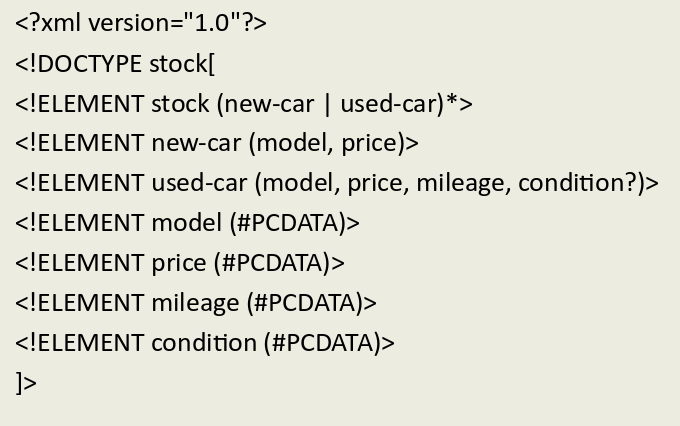 <?xml version="1.0"?>
<!DOCTYPE stock[
<!ELEMENT stock (new-car | used-car)*>
<!ELEMENT new-car (model, price)>
<!ELEMENT used-car (model, price, mileage, condition?)>
<!ELEMENT model (#PCDATA)>
<!ELEMENT price (#PCDATA)>
<!ELEMENT mileage (#PCDATA)>
<!ELEMENT condition (#PCDATA)>
]>